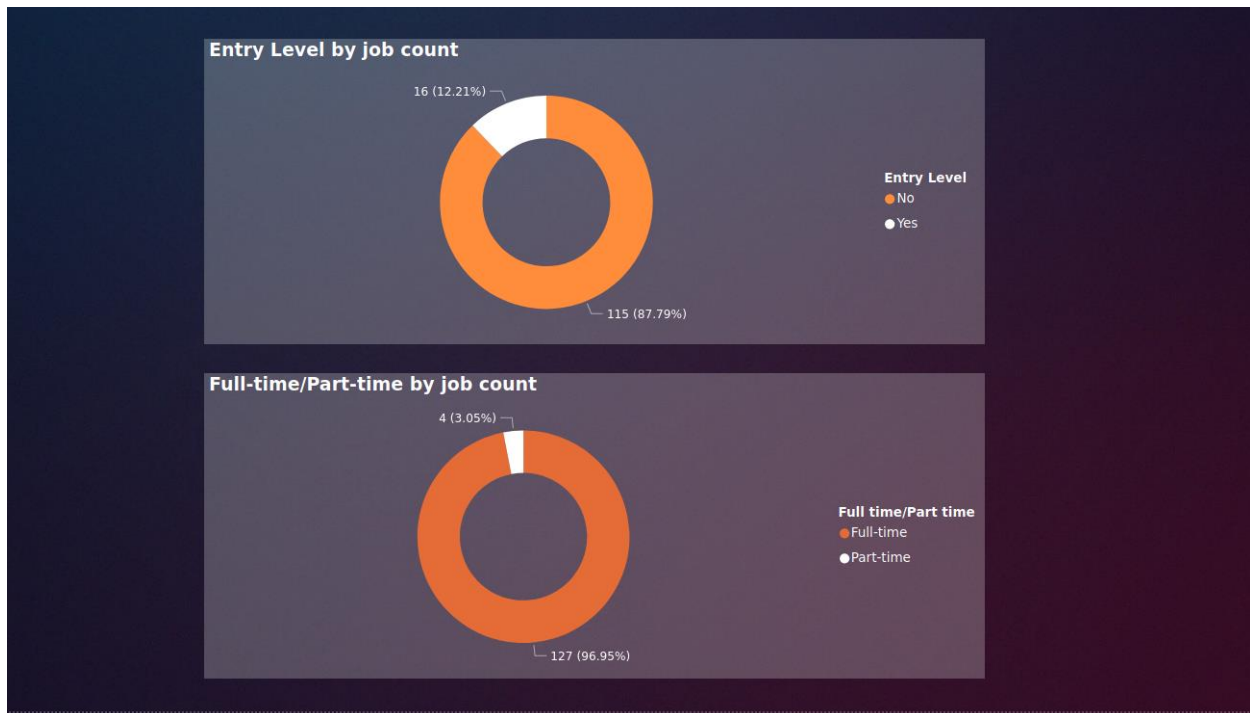 Entry Level by job count
16 (12.21%)
Entry Level
No
Yes
115 (87.79%)
Full-time/Part-time by job count
4 (3.05%)
Full time/Part time
Full-time
Part-time
127 (96.95%)